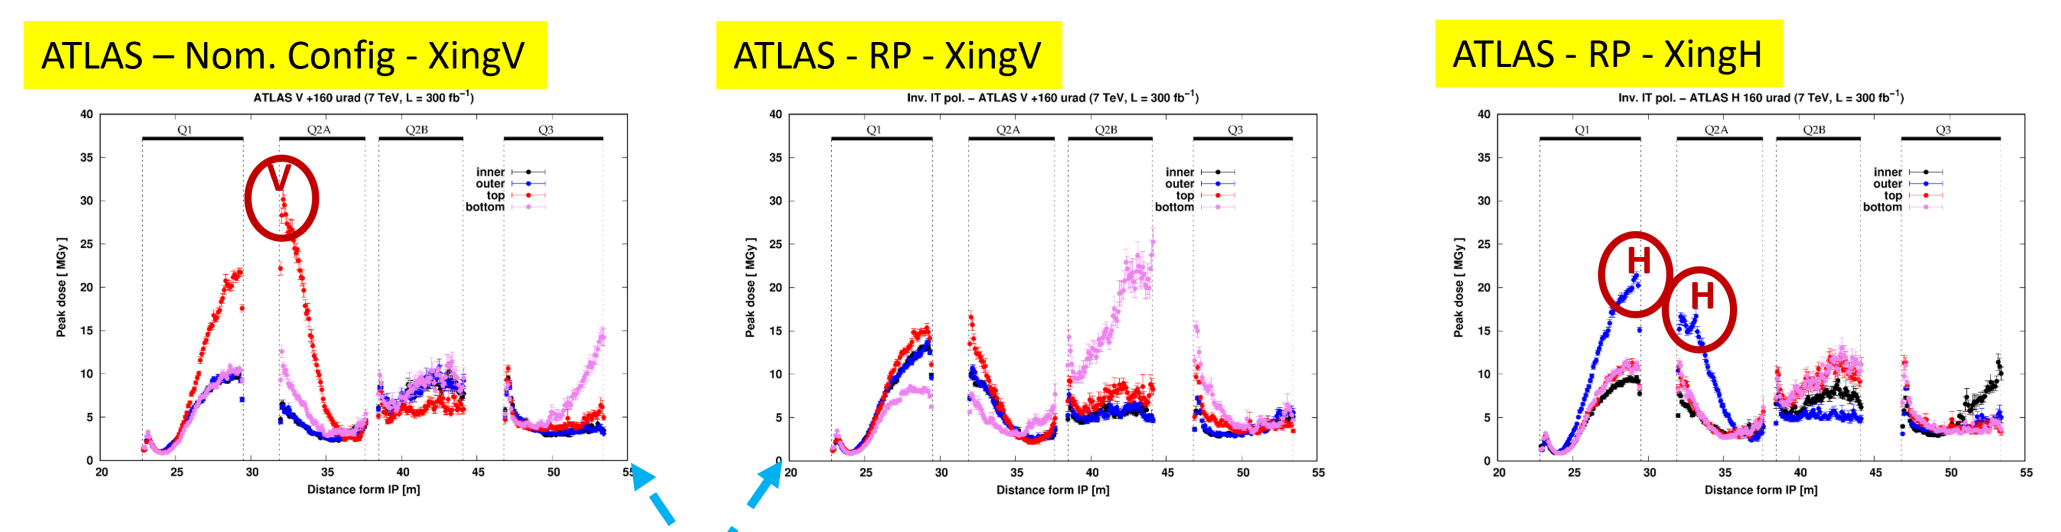 ATLAS – Nom. Config - XingV
ATLAS V +160 urad (7 TeV, L = 300 fb⁻¹)
40
35
30
25
20
15
10
5
0
Peak dose [ MGy ]
Q1
Q2A
Q2B
Q3
V
inner
outer
top
bottom
20 25 30 35 40 45 50 55
Distance form IP [m]
ATLAS - RP - XingV
Inv. IT pol. – ATLAS V +160 urad (7 TeV, L = 300 fb⁻¹)
40
35
30
25
20
15
10
5
0
Peak dose [ MGy ]
Q1
Q2A
Q2B
Q3
inner
outer
top
bottom
20 25 30 35 40 45 50 55
Distance form IP [m]
ATLAS - RP - XingH
Inv. IT pol. – ATLAS H 160 urad (7 TeV, L = 300 fb⁻¹)
40
35
30
25
20
15
10
5
0
Peak dose [ MGy ]
Q1
Q2A
Q2B
Q3
H
H
inner
outer
top
bottom
20 25 30 35 40 45 50 55
Distance form IP [m]